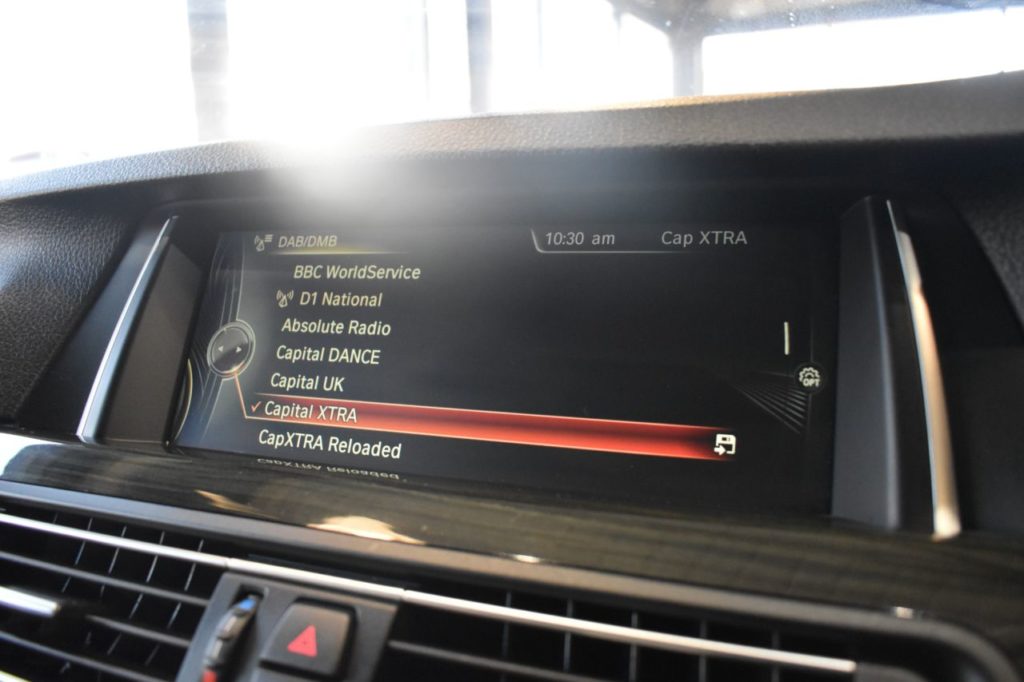 DAB/DMB
10:30 am Cap XTRA
BBC WorldService
D1 National
Absolute Radio
Capital DANCE
Capital UK
OPT
✓ Capital XTRA
CapXTRA Reloaded